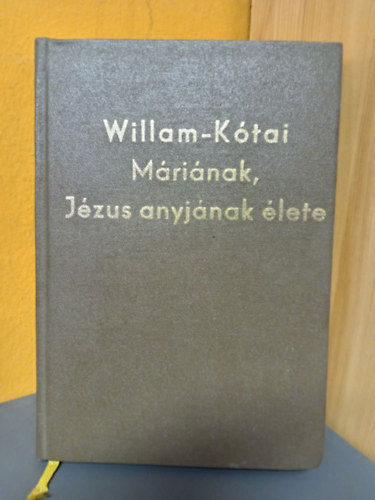 Willam-Kótai
Máriának,
Jézus anyjának élete